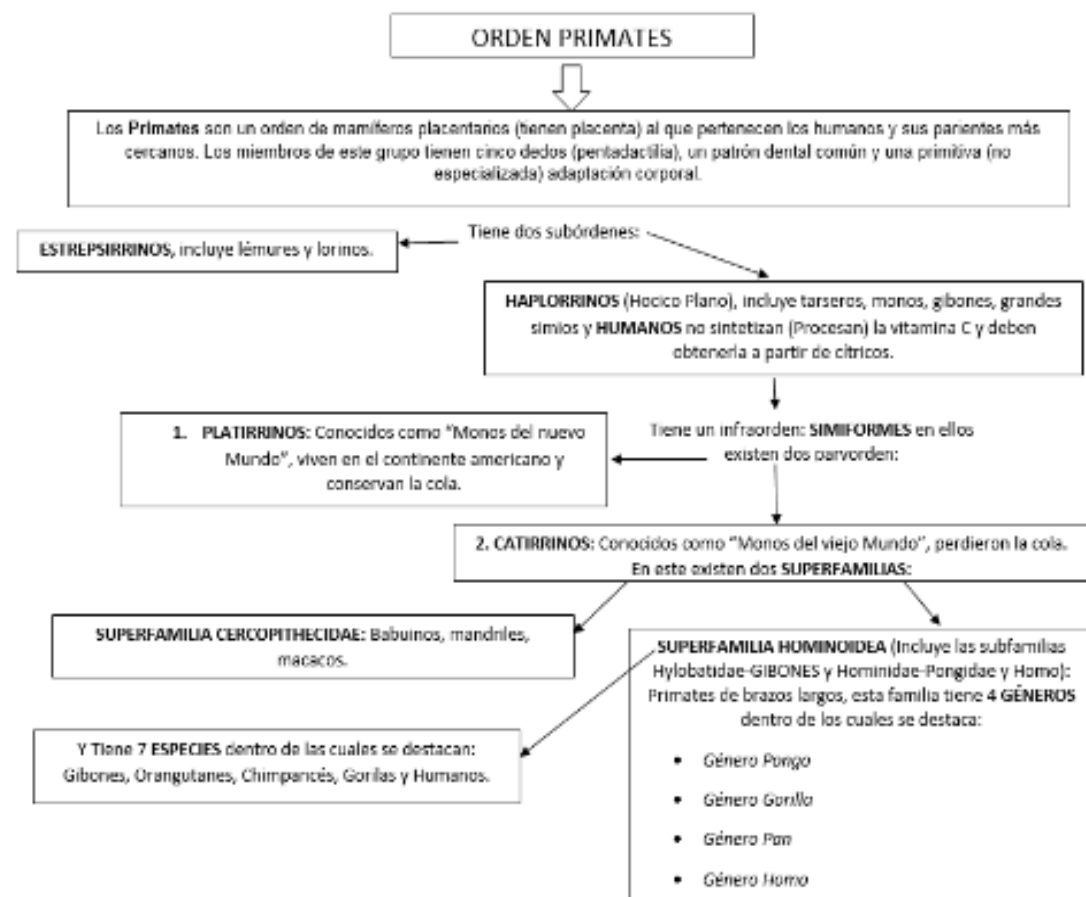 ORDEN PRIMATES
Los Primates son un orden de mamíferos placentarios (tienen placenta) al que pertenecen los humanos y sus parientes más
cercanos. Los miembros de este grupo tienen cinco dedos (pentadactilia), un patrón dental común y una primitiva (no
especializada) adaptación corporal.
Tiene dos subórdenes:
ESTREPSIRRINOS, incluye lémures y lorinos.
HAPLORRINOS (Hocico Plano), incluye tarseros, monos, gibones, grandes
simios y HUMANOS no sintetizan (Procesan) la vitamina C y deben
obtenerla a partir de cítricos.
Tiene un infraorden: SIMIFORMES en ellos
existen dos parvorden:
1. PLATIRRINOS: Conocidos como "Monos del nuevo
Mundo", viven en el continente americano y
conservan la cola.
2. CATIRRINOS: Conocidos como "Monos del viejo Mundo", perdieron la cola.
En este existen dos SUPERFAMILIAS:
SUPERFAMILIA CERCOPITHECIDAE: Babuinos, mandriles,
macacos.
SUPERFAMILIA HOMINOIDEA (Incluye las subfamilias
Hylobatidae-GIBONES y Hominidae-Pongidae y Homo):
Primates de brazos largos, esta familia tiene 4 GÉNEROS
dentro de los cuales se destaca:
• Género Pongo
• Género Gorilla
• Género Pan
• Género Homo
Y Tiene 7 ESPECIES dentro de las cuales se destacan:
Gibones, Orangutanes, Chimpancés, Gorilas y Humanos.